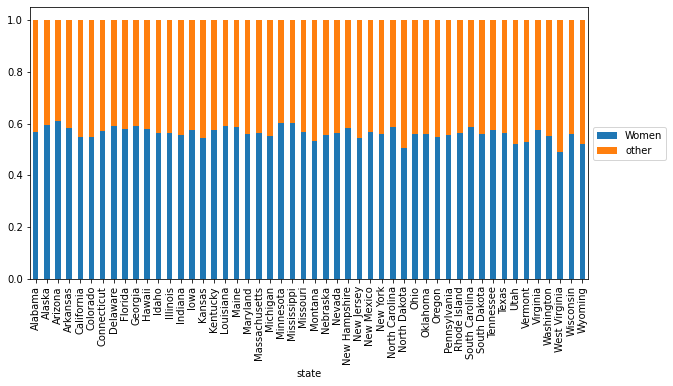 1.0
0.8
0.6
0.4
0.2
0.0
Women
other
Alabama
Alaska
Arizona
Arkansas
California
Colorado
Connecticut
Delaware
Florida
Georgia
Hawaii
Idaho
Illinois
Indiana
Iowa
Kansas
Kentucky
Louisiana
Maine
Maryland
Massachusetts
Michigan
Minnesota
Mississippi
Missouri
Montana
Nebraska
Nevada
New Hampshire
New Jersey
New Mexico
New York
North Carolina
North Dakota
Ohio
Oklahoma
Oregon
Pennsylvania
Rhode Island
South Carolina
South Dakota
Tennessee
Texas
Utah
Vermont
Virginia
Washington
West Virginia
Wisconsin
Wyoming
state